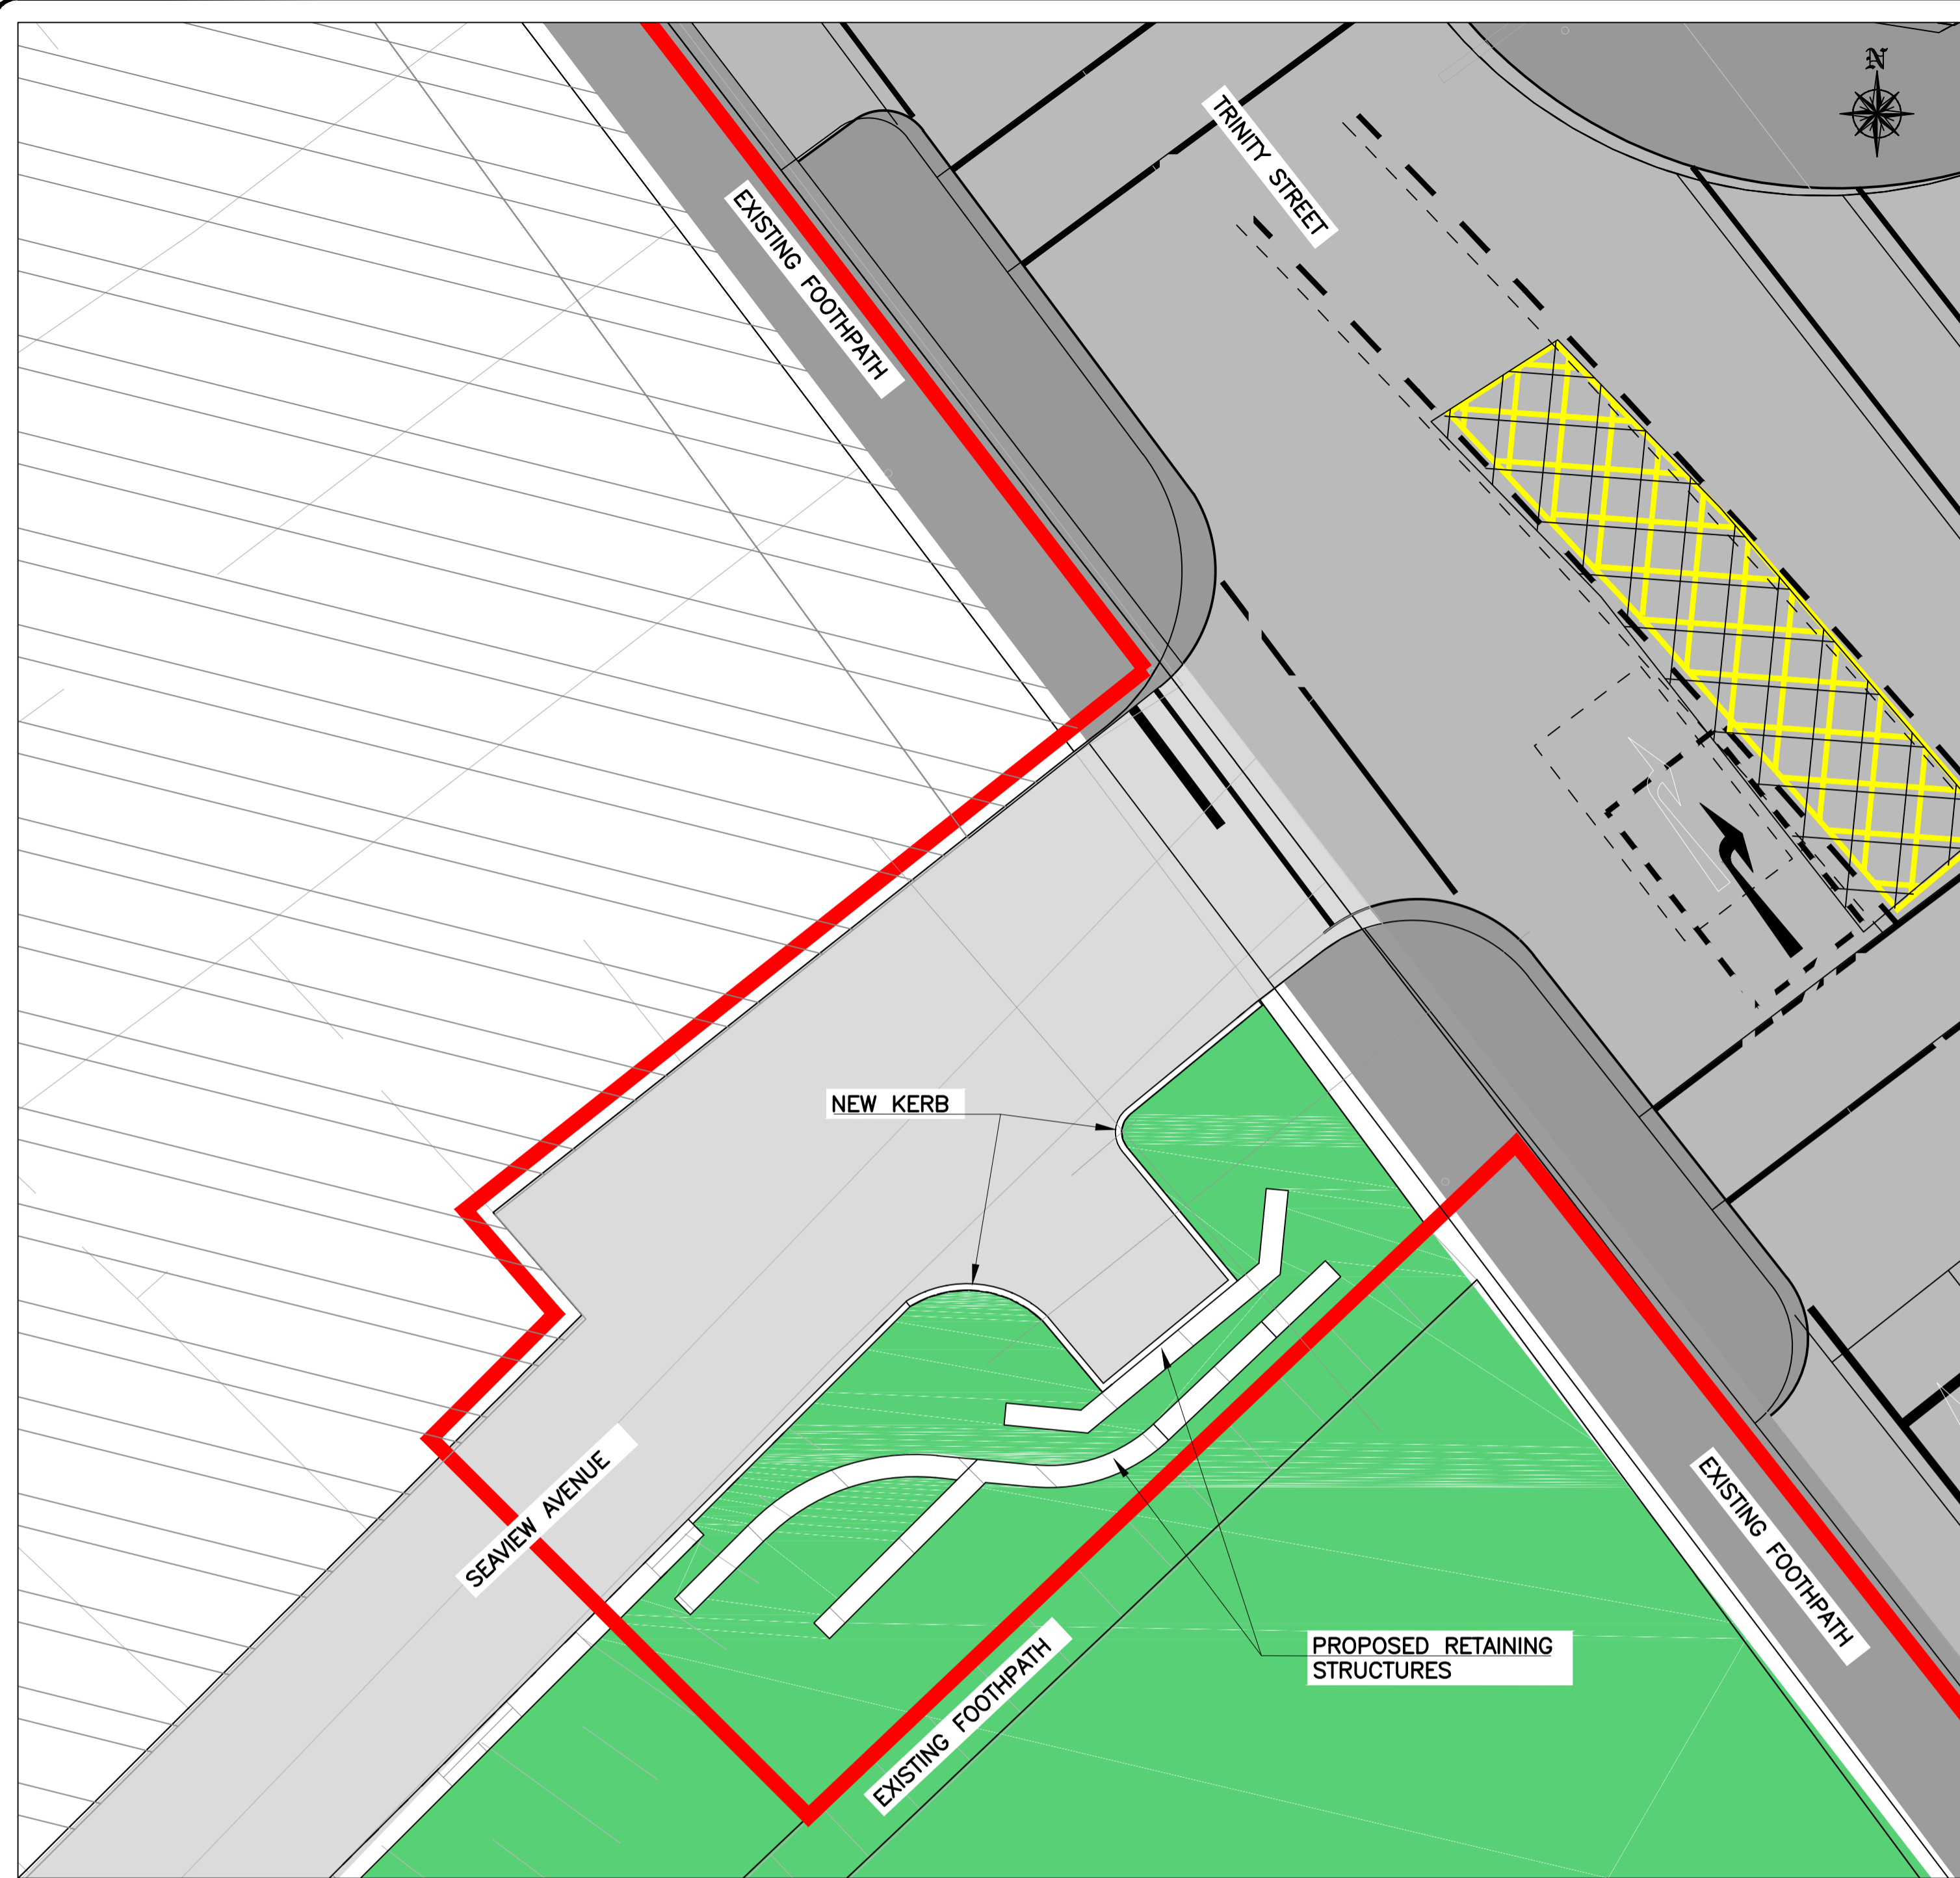 N
TRINITY STREET
EXISTING FOOTPATH
NEW KERB
SEAVIEW AVENUE
EXISTING FOOTPATH
PROPOSED RETAINING
STRUCTURES
EXISTING FOOTPATH